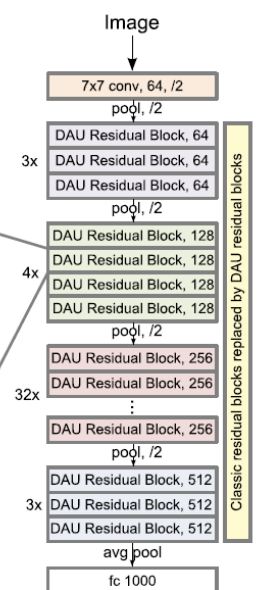 Image
7x7 conv, 64, /2
pool, /2
DAU Residual Block, 64
3x DAU Residual Block, 64
DAU Residual Block, 64
pool, /2
DAU Residual Block, 128
DAU Residual Block, 128
4x
DAU Residual Block, 128
DAU Residual Block, 128
pool, /2
DAU Residual Block, 256
DAU Residual Block, 256
32x
⋮
DAU Residual Block, 256
pool, /2
DAU Residual Block, 512
3x DAU Residual Block, 512
DAU Residual Block, 512
avg pool
fc 1000
Classic residual blocks replaced by DAU residual blocks